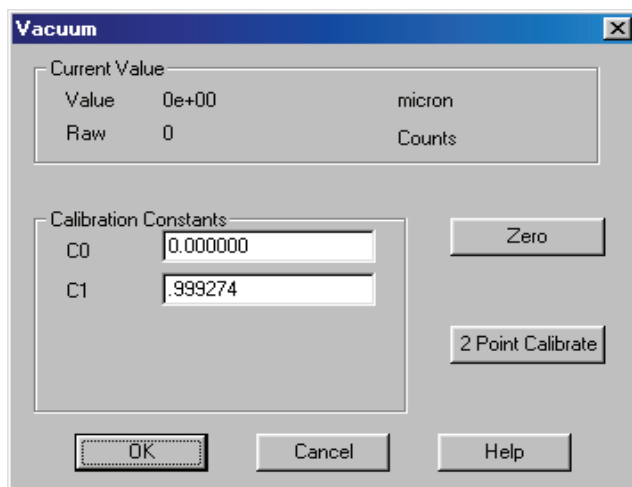 Vacuum
Current Value
Value 0e+00 micron
Raw 0 Counts
Calibration Constants
C0 0.000000
C1 .999274
Zero
2 Point Calibrate
OK Cancel Help